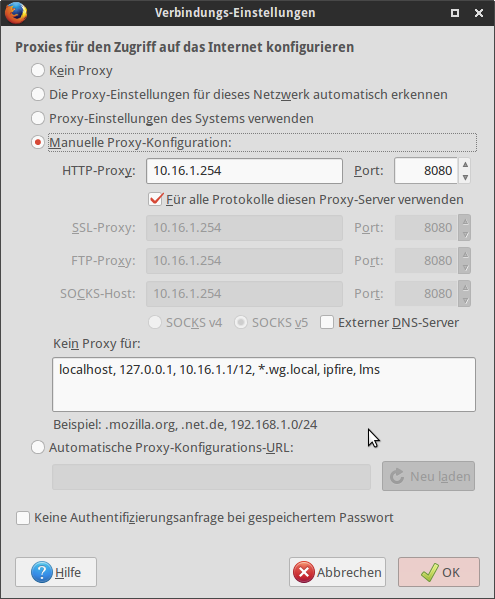 Verbindungs-Einstellungen
Proxies für den Zugriff auf das Internet konfigurieren
Kein Proxy
Die Proxy-Einstellungen für dieses Netzwerk automatisch erkennen
Proxy-Einstellungen des Systems verwenden
Manuelle Proxy-Konfiguration:
HTTP-Proxy: 10.16.1.254 Port: 8080
Für alle Protokolle diesen Proxy-Server verwenden
SSL-Proxy: 10.16.1.254 Port: 8080
FTP-Proxy: 10.16.1.254 Port: 8080
SOCKS-Host: 10.16.1.254 Port: 8080
SOCKS v4 SOCKS v5 Externer DNS-Server
Kein Proxy für:
localhost, 127.0.0.1, 10.16.1.1/12, *.wg.local, ipfire, lms
Beispiel: .mozilla.org, .net.de, 192.168.1.0/24
Automatische Proxy-Konfigurations-URL:
Neu laden
Keine Authentifizierungsanfrage bei gespeichertem Passwort
Hilfe Abbrechen OK